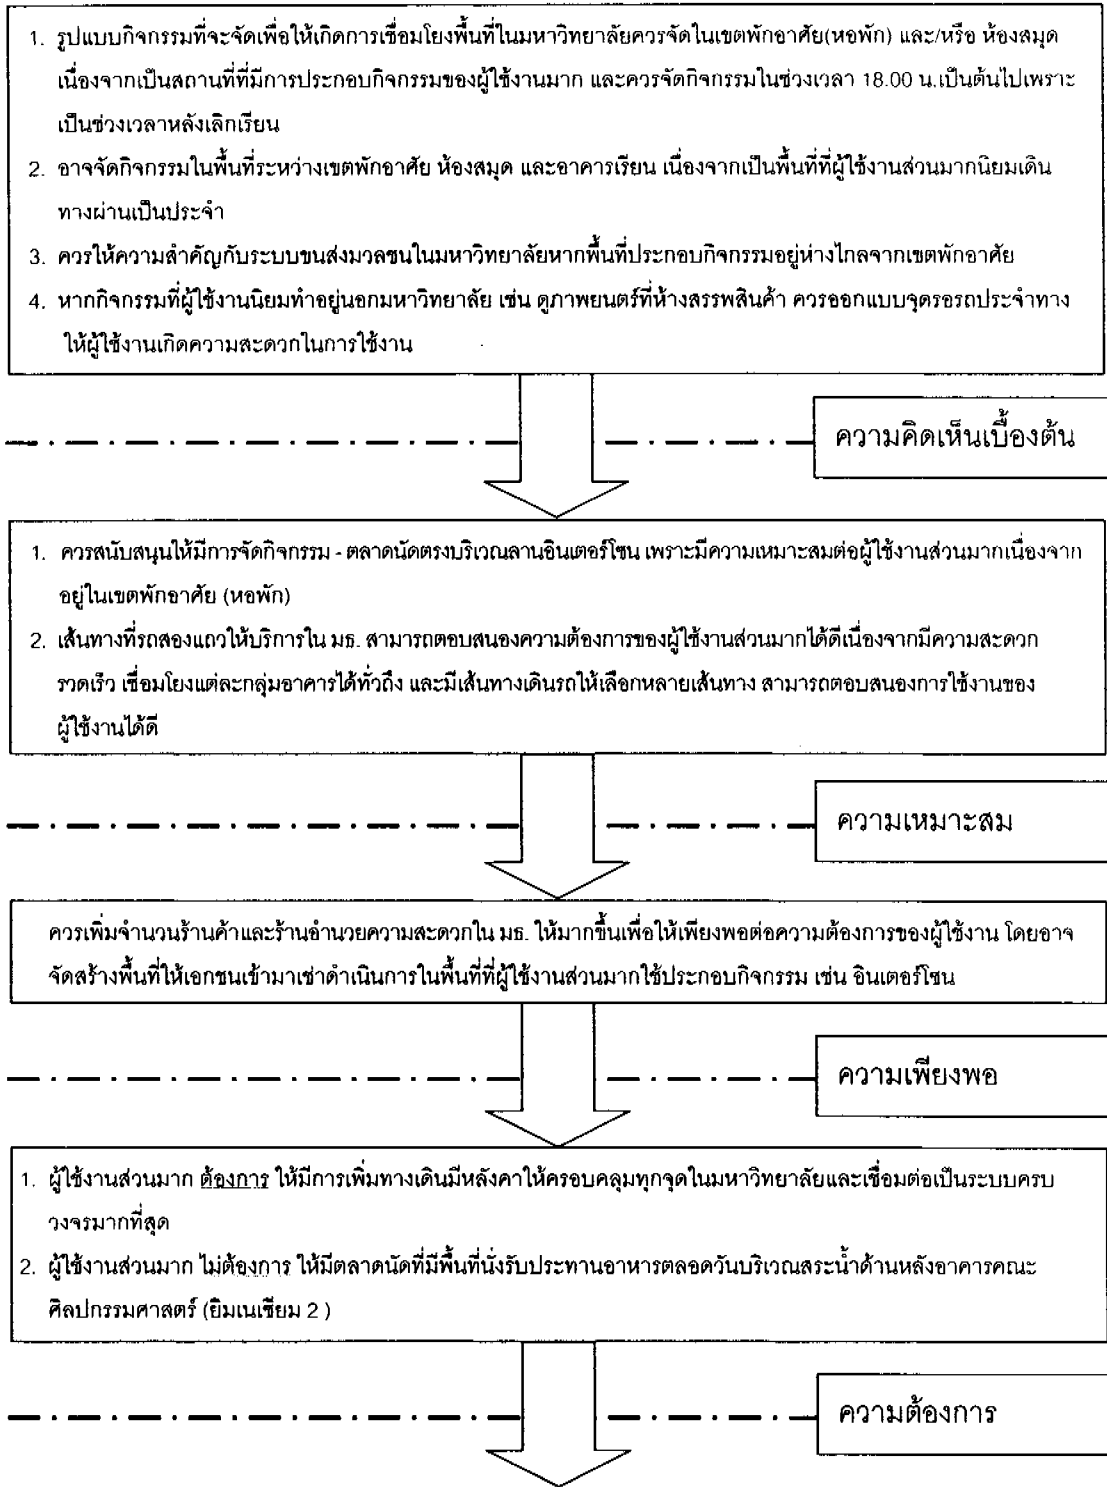 1. รูปแบบกิจกรรมที่จะจัดเพื่อให้เกิดการเชื่อมโยงพื้นที่ในมหาวิทยาลัยควรจัดในเขตพักอาศัย(หอพัก) และ/หรือ ห้องสมุด
เนื่องจากเป็นสถานที่ที่มีการประกอบกิจกรรมของผู้ใช้งานมาก และควรจัดกิจกรรมในช่วงเวลา 18.00 น.เป็นต้นไปเพราะ
เป็นช่วงเวลาหลังเลิกเรียน
2. อาจจัดกิจกรรมในพื้นที่ระหว่างเขตพักอาศัย ห้องสมุด และอาคารเรียน เนื่องจากเป็นพื้นที่ที่ผู้ใช้งานส่วนมากนิยมเดิน
ทางผ่านเป็นประจำ
3. ควรให้ความสำคัญกับระบบขนส่งมวลชนในมหาวิทยาลัยหากพื้นที่ประกอบกิจกรรมอยู่ห่างไกลจากเขตพักอาศัย
4. หากกิจกรรมที่ผู้ใช้งานนิยมทำอยู่นอกมหาวิทยาลัย เช่น ดูภาพยนตร์ที่ห้างสรรพสินค้า ควรออกแบบจุดรอรถประจำทาง
ให้ผู้ใช้งานเกิดความสะดวกในการใช้งาน
ความคิดเห็นเบื้องต้น
1. ควรสนับสนุนให้มีการจัดกิจกรรม - ตลาดนัดตรงบริเวณลานอินเตอร์โซน เพราะมีความเหมาะสมต่อผู้ใช้งานส่วนมากเนื่องจาก
อยู่ในเขตพักอาศัย (หอพัก)
2. เส้นทางที่รถสองแถวให้บริการใน มธ. สามารถตอบสนองความต้องการของผู้ใช้งานส่วนมากได้ดีเนื่องจากมีความสะดวก
รวดเร็ว เชื่อมโยงแต่ละกลุ่มอาคารได้ทั่วถึง และมีเส้นทางเดินรถให้เลือกหลายเส้นทาง สามารถตอบสนองการใช้งานของ
ผู้ใช้งานได้ดี
ความเหมาะสม
ควรเพิ่มจำนวนร้านค้าและร้านอำนวยความสะดวกใน มธ. ให้มากขึ้นเพื่อให้เพียงพอต่อความต้องการของผู้ใช้งาน โดยอาจ
จัดสร้างพื้นที่ให้เอกชนเข้ามาเช่าดำเนินการในพื้นที่ที่ผู้ใช้งานส่วนมากใช้ประกอบกิจกรรม เช่น อินเตอร์โซน
ความเพียงพอ
1. ผู้ใช้งานส่วนมาก ต้องการ ให้มีการเพิ่มทางเดินมีหลังคาให้ครอบคลุมทุกจุดในมหาวิทยาลัยและเชื่อมต่อเป็นระบบครบ
วงจรมากที่สุด
2. ผู้ใช้งานส่วนมาก ไม่ต้องการ ให้มีตลาดนัดที่มีพื้นที่นั่งรับประทานอาหารตลอดวันบริเวณสระน้ำด้านหลังอาคารคณะ
ศิลปกรรมศาสตร์ (ยิมเนเซียม 2 )
ความต้องการ